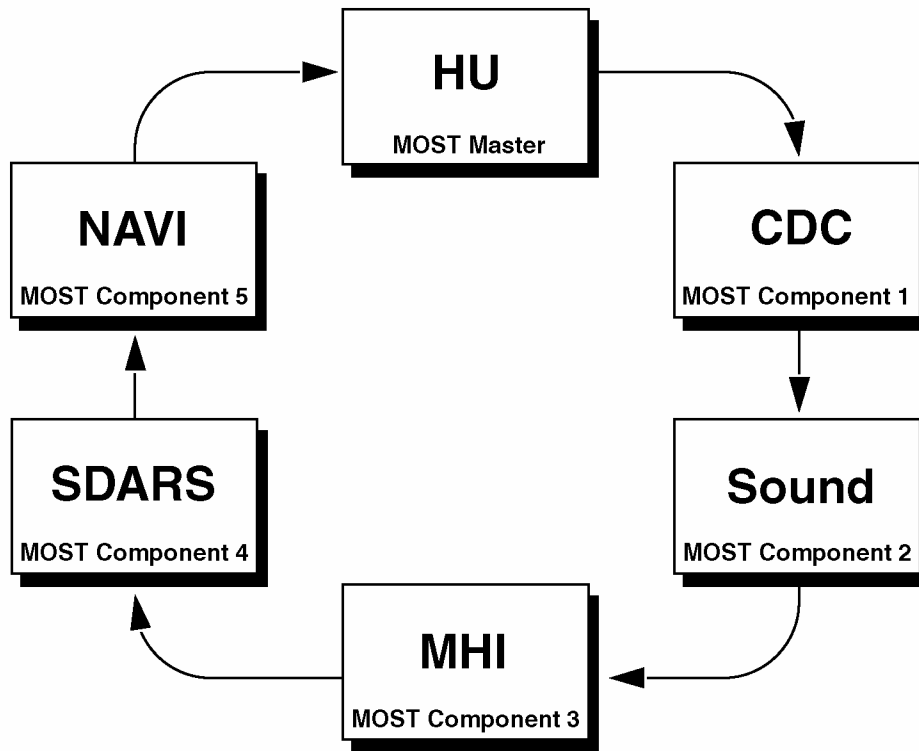 HU
MOST Master
CDC
MOST Component 1
Sound
MOST Component 2
MHI
MOST Component 3
SDARS
MOST Component 4
NAVI
MOST Component 5